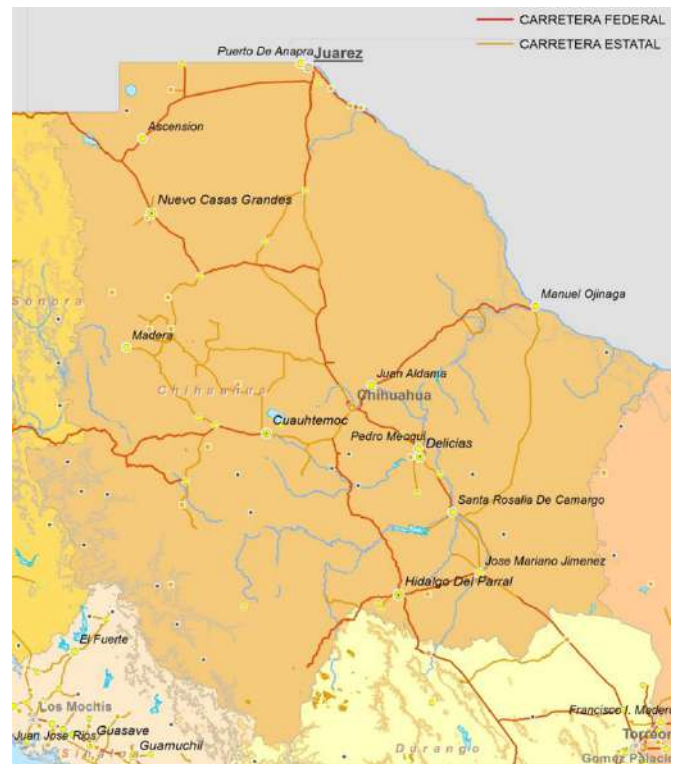 CARRETERA FEDERAL
CARRETERA ESTATAL
Puerto De Anapra
Juarez
Ascension
Nuevo Casas Grandes
Sonora
Manuel Ojinaga
Madera
Juan Aldama
Chihuahua
Chihuahua
Cuauhtemoc
Pedro Meoqui
Delicias
Santa Rosalia De Camargo
Jose Mariano Jimenez
Hidalgo Del Parral
El Fuerte
Los Mochis
Francisco I. Madero
Juan Jose Rios
Guasave
Torreon
Sinaloa
Guamuchil
Durango
Gomez Palacio